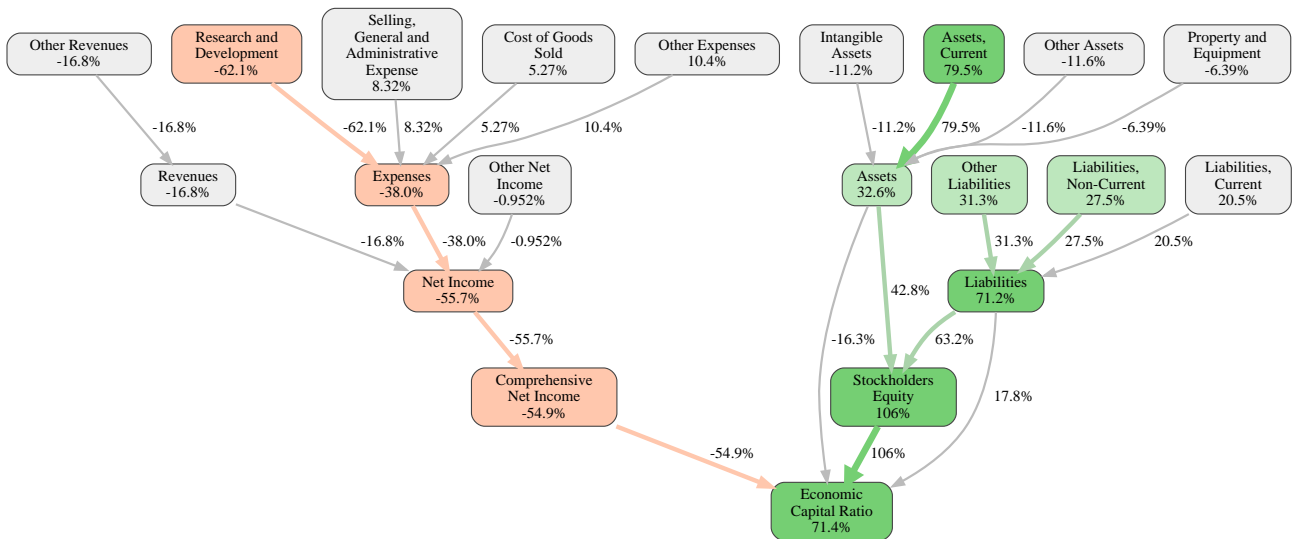 Other Revenues
-16.8%
Research and
Development
-62.1%
Selling,
General and
Administrative
Expense
8.32%
Cost of Goods
Sold
5.27%
Other Expenses
10.4%
Intangible
Assets
-11.2%
Assets,
Current
79.5%
Other Assets
-11.6%
Property and
Equipment
-6.39%
-16.8%
-62.1%
8.32%
5.27%
10.4%
-11.2%
79.5%
-11.6%
-6.39%
Revenues
-16.8%
Expenses
-38.0%
Other Net
Income
-0.952%
Assets
32.6%
Other
Liabilities
31.3%
Liabilities,
Non-Current
27.5%
Liabilities,
Current
20.5%
-16.8%
-38.0%
-0.952%
31.3%
27.5%
20.5%
Net Income
-55.7%
42.8%
Liabilities
71.2%
-55.7%
-16.3%
63.2%
Comprehensive
Net Income
-54.9%
Stockholders
Equity
106%
17.8%
-54.9%
106%
Economic
Capital Ratio
71.4%